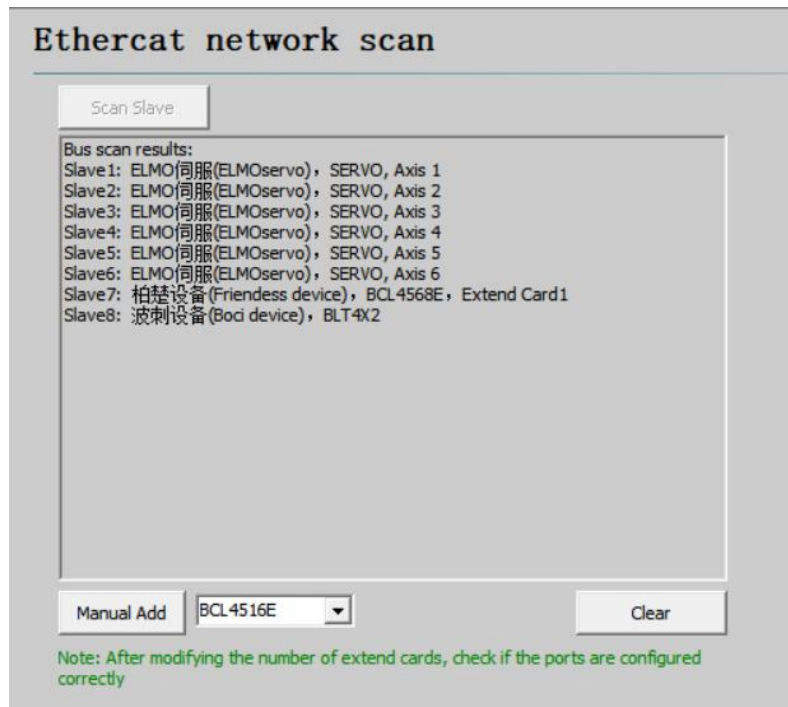 Ethercat network scan
Scan Slave
Bus scan results:
Slave1: ELMO伺服(ELMOservo)，SERVO, Axis 1
Slave2: ELMO伺服(ELMOservo)，SERVO, Axis 2
Slave3: ELMO伺服(ELMOservo)，SERVO, Axis 3
Slave4: ELMO伺服(ELMOservo)，SERVO, Axis 4
Slave5: ELMO伺服(ELMOservo)，SERVO, Axis 5
Slave6: ELMO伺服(ELMOservo)，SERVO, Axis 6
Slave7: 柏楚设备(Friendess device)，BCL4568E，Extend Card1
Slave8: 波刺设备(Boci device)，BLT4X2
Manual Add BCL4516E Clear
Note: After modifying the number of extend cards, check if the ports are configured
correctly